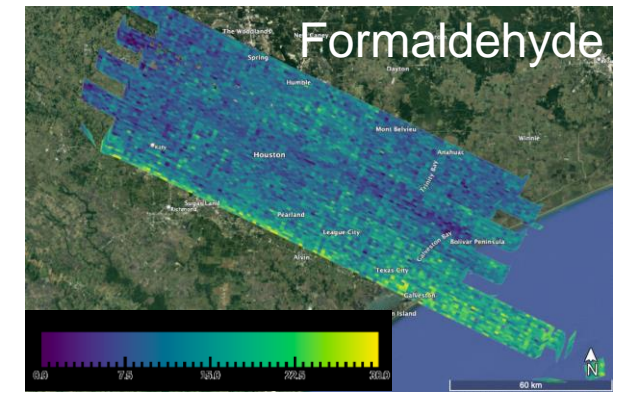 Formaldehyde
The Woodlands
Spring
Dayton
Humble
Mont Belvieu
Winnie
Anahuac
Katy
Houston
Trinity Bay
Sugar Land
Richmond
Pearland
League City
Galveston Bay
Bolivar Peninsula
Alvin
Texas City
Galveston
n Island
0.0 7.5 15.0 22.5 30.0
N
60 km